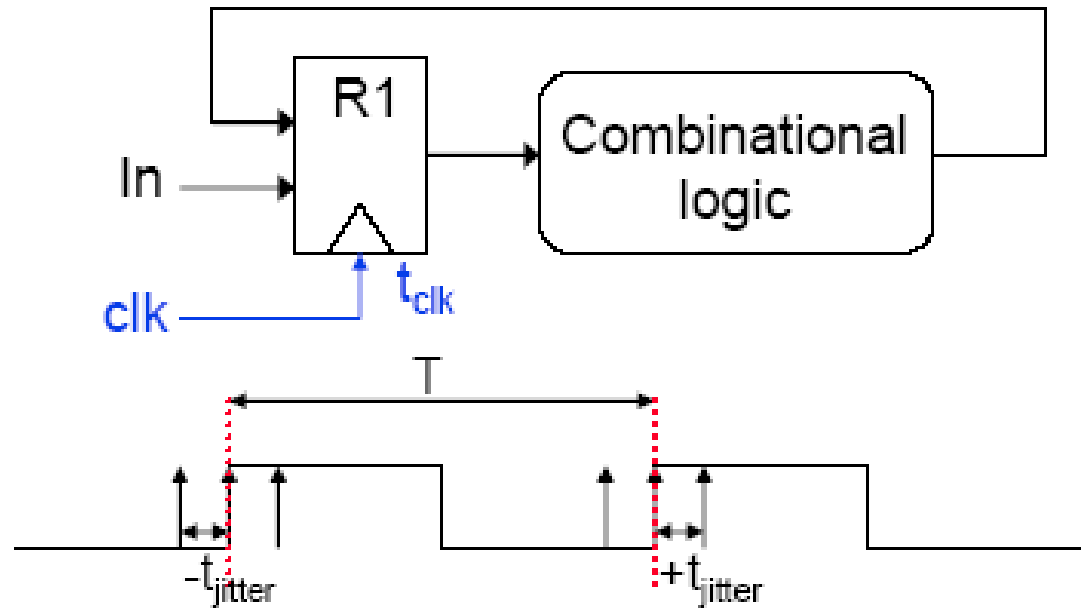 R1
Combinational
logic
In
t_clk
clk
T
-t_jitter
+t_jitter